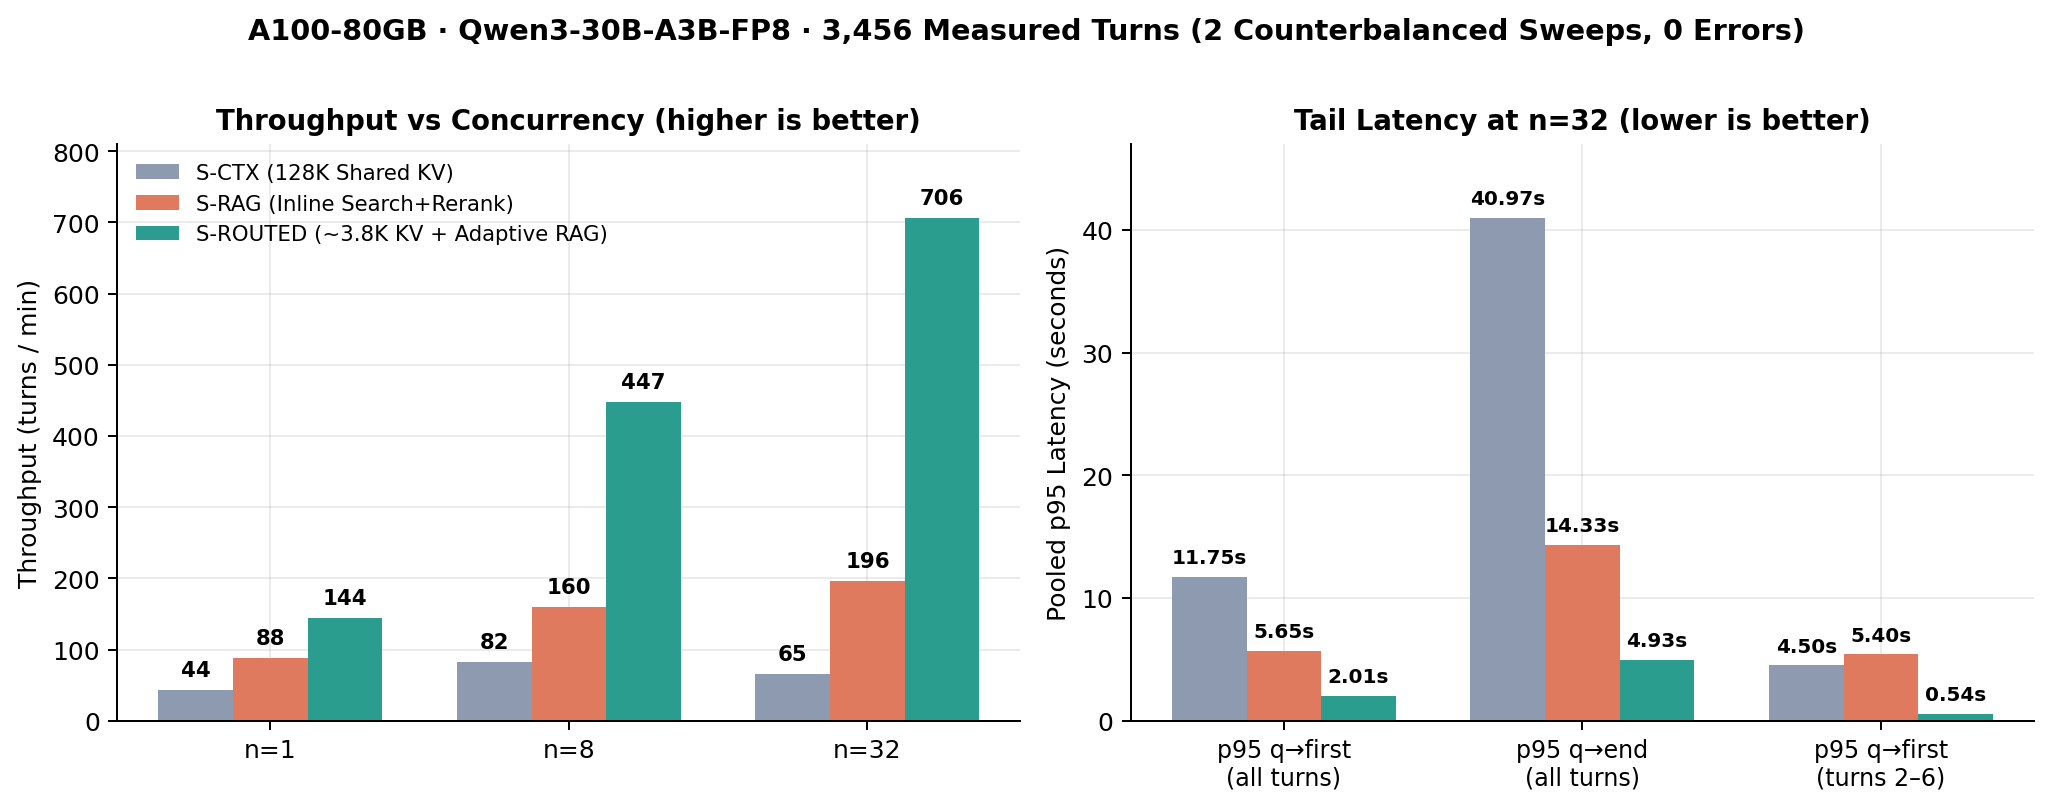 A100-80GB · Qwen3-30B-A3B-FP8 · 3,456 Measured Turns (2 Counterbalanced Sweeps, 0 Errors)
Throughput vs Concurrency (higher is better)
Throughput (turns / min)
800
700
600
500
400
300
200
100
0
S-CTX (128K Shared KV)
S-RAG (Inline Search+Rerank)
S-ROUTED (~3.8K KV + Adaptive RAG)
44
88
144
82
160
447
65
196
706
n=1
n=8
n=32
Tail Latency at n=32 (lower is better)
Pooled p95 Latency (seconds)
40
30
20
10
0
11.75s
5.65s
2.01s
40.97s
14.33s
4.93s
4.50s
5.40s
0.54s
p95 q→first
(all turns)
p95 q→end
(all turns)
p95 q→first
(turns 2–6)